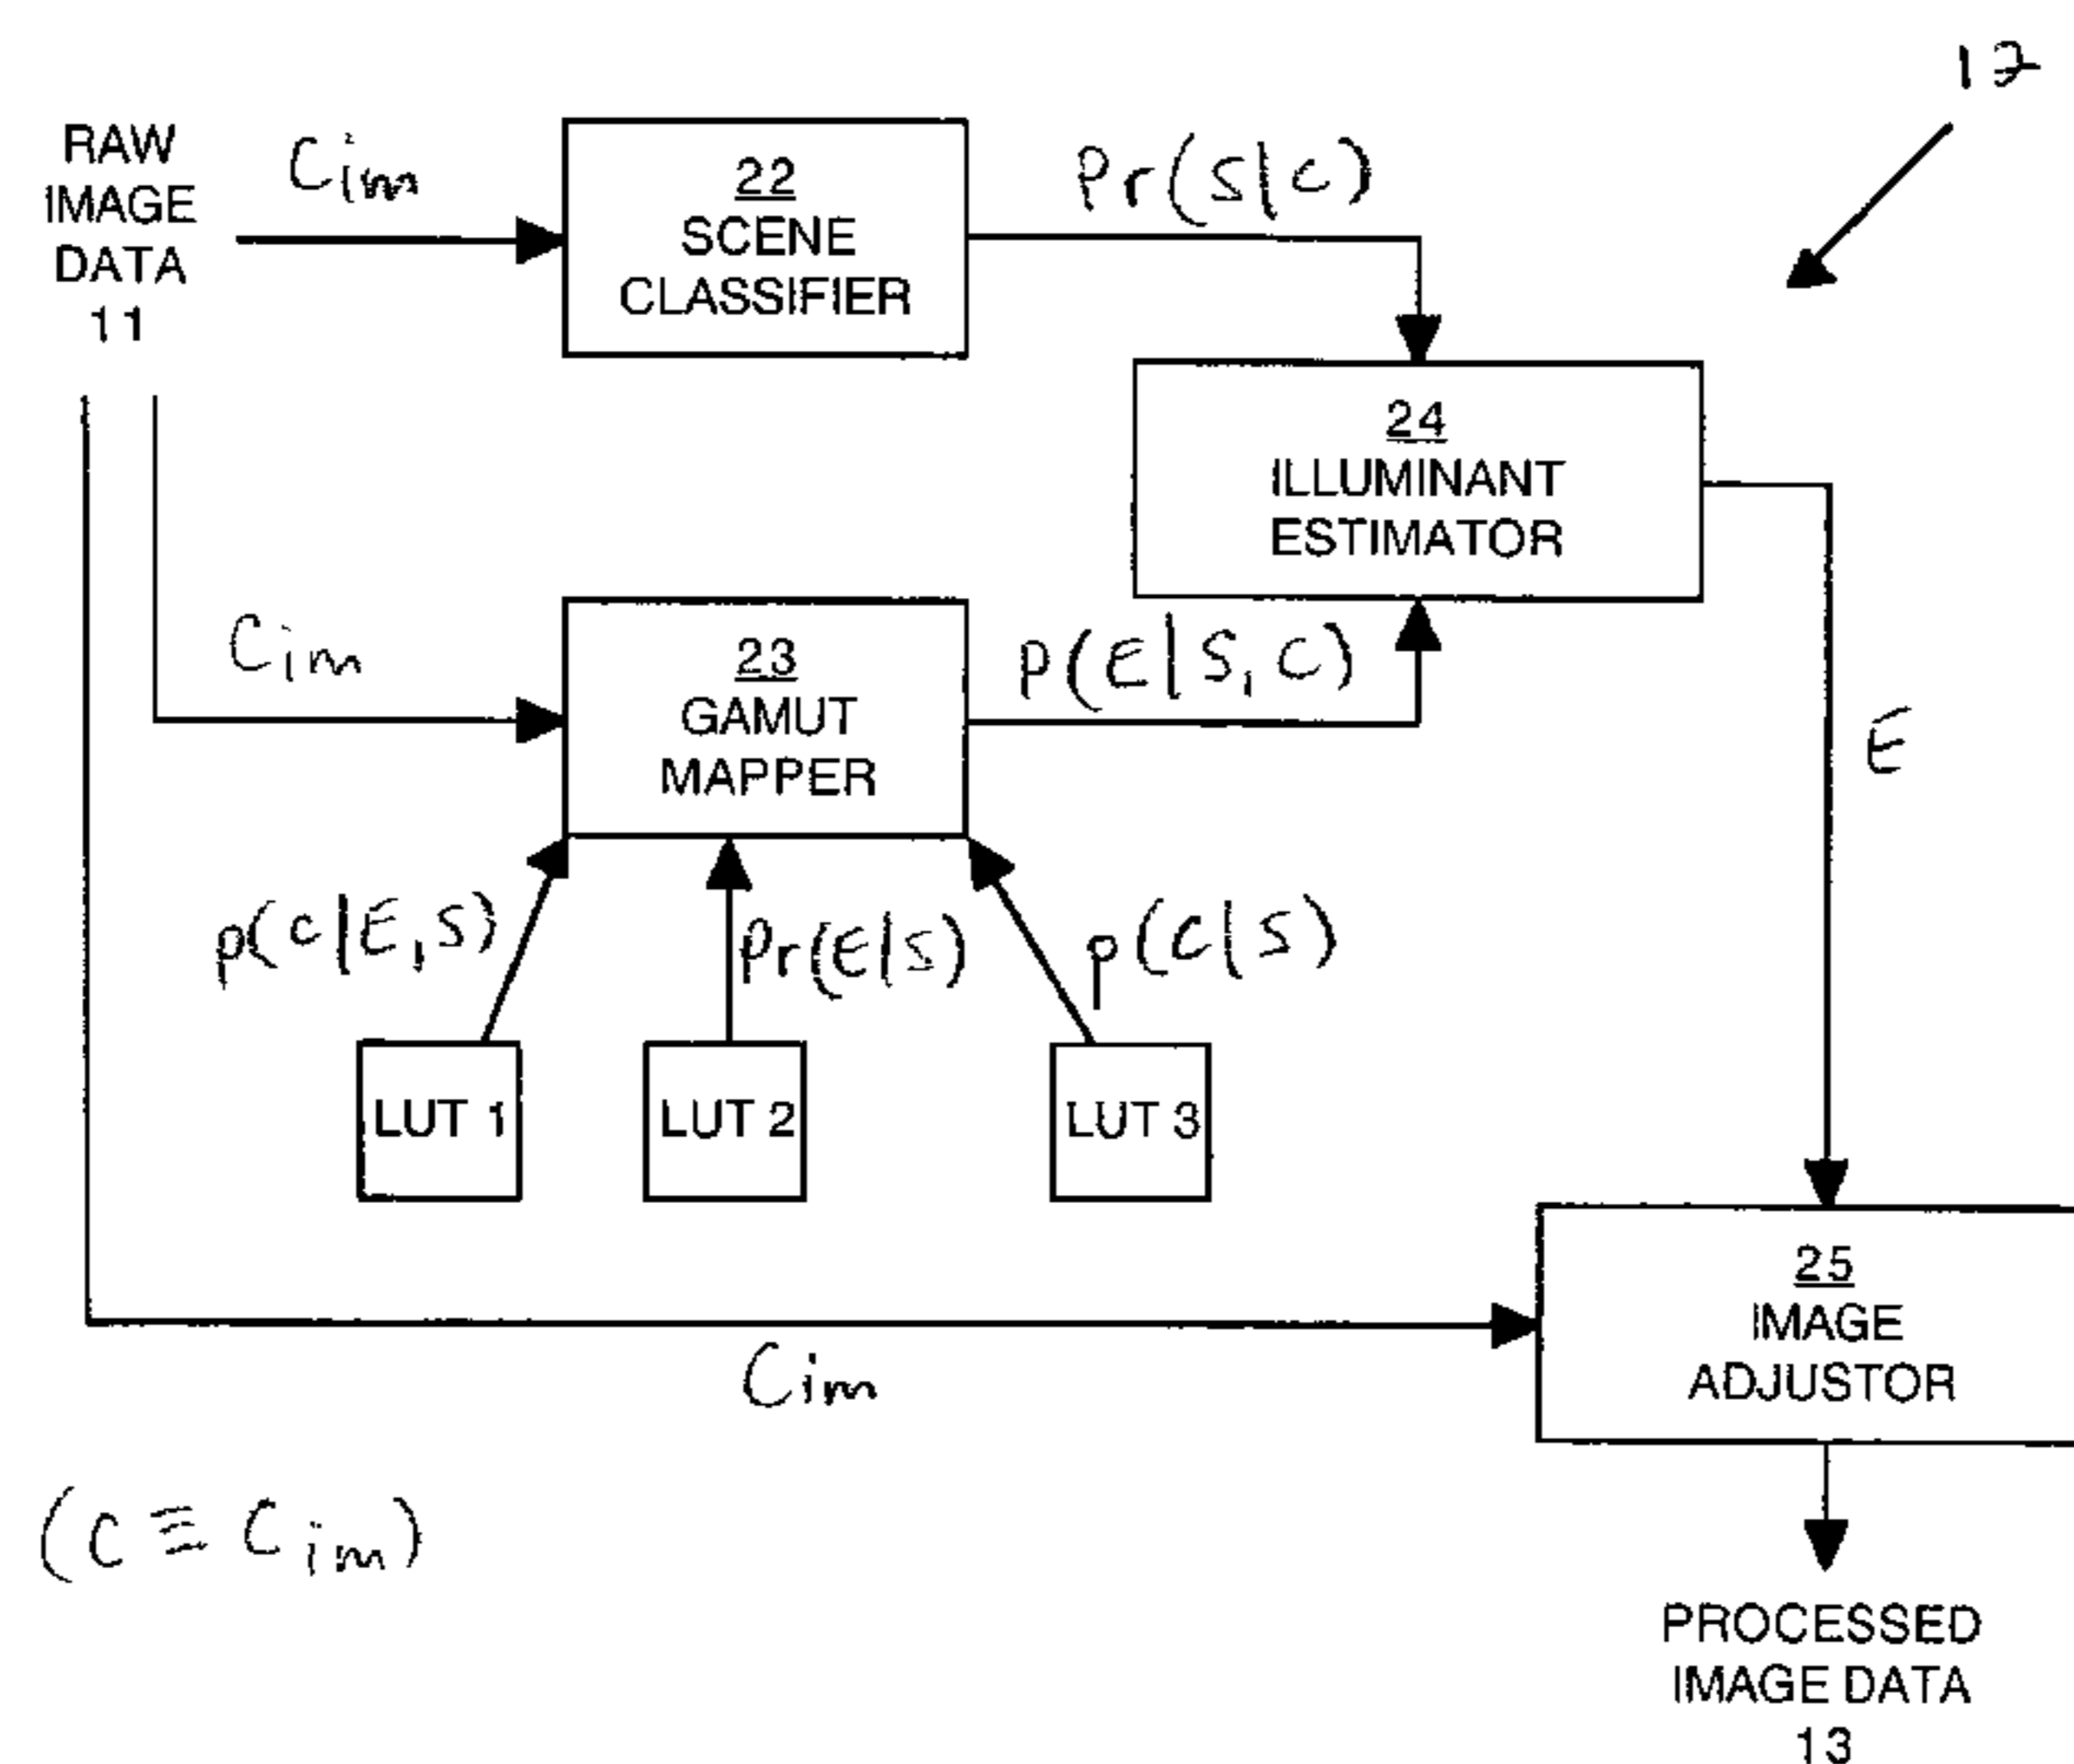 12
RAW
IMAGE
DATA
11
Cim
22
SCENE
CLASSIFIER
Pr(S|C)
24
ILLUMINANT
ESTIMATOR
Cim
23
GAMUT
MAPPER
p(E|S,C)
E
p(C|E,S)
Pr(E|S)
p(C|S)
LUT 1
LUT 2
LUT 3
Cim
25
IMAGE
ADJUSTOR
(C ≡ Cim)
PROCESSED
IMAGE DATA
13